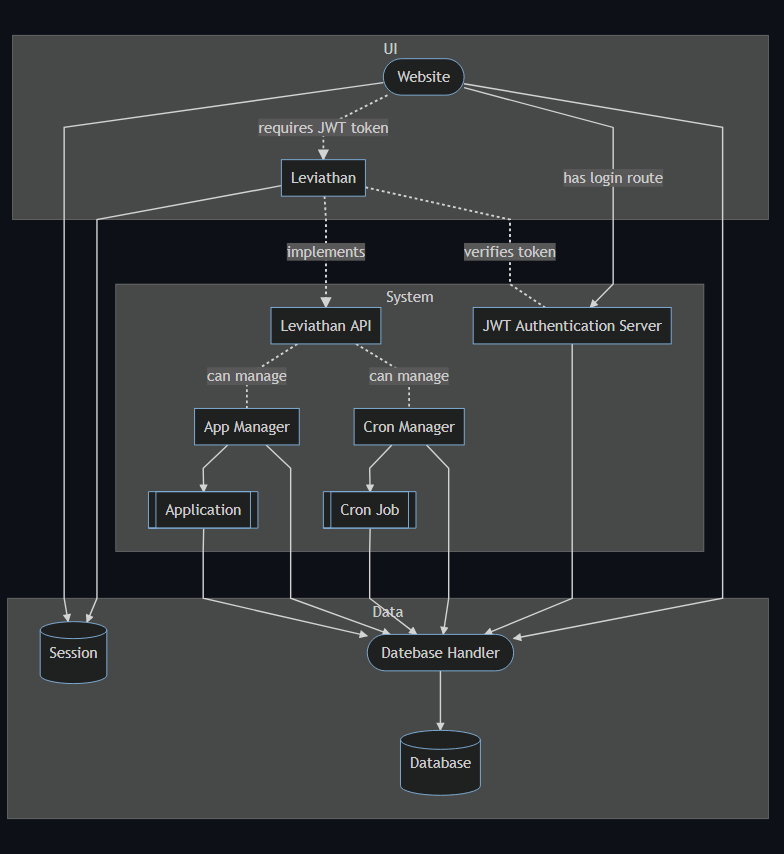 UI
Website
requires JWT token
Leviathan
has login route
implements
verifies token
System
Leviathan API
JWT Authentication Server
can manage
can manage
App Manager
Cron Manager
Application
Cron Job
Data
Session
Datebase Handler
Database